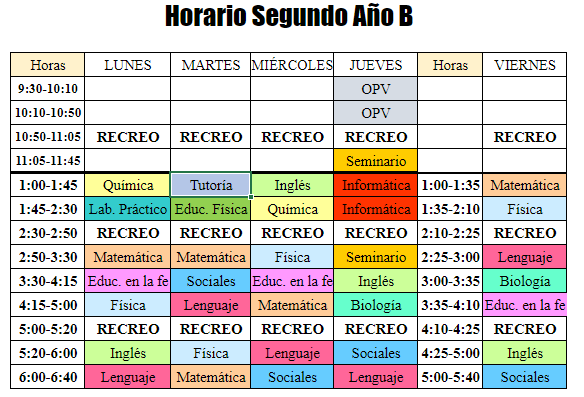 Horario Segundo Año B
Horas LUNES MARTES MIÉRCOLES JUEVES Horas VIERNES
9:30-10:10 OPV
10:10-10:50 OPV
10:50-11:05 RECREO RECREO RECREO RECREO RECREO
11:05-11:45 Seminario
1:00-1:45 Química Tutoría Inglés Informática 1:00-1:35 Matemática
1:45-2:30 Lab. Práctico Educ. Física Química Informática 1:35-2:10 Física
2:30-2:50 RECREO RECREO RECREO RECREO 2:10-2:25 RECREO
2:50-3:30 Matemática Matemática Física Seminario 2:25-3:00 Lenguaje
3:30-4:15 Educ. en la fe Sociales Educ. en la fe Inglés 3:00-3:35 Biología
4:15-5:00 Física Lenguaje Matemática Biología 3:35-4:10 Educ. en la fe
5:00-5:20 RECREO RECREO RECREO RECREO 4:10-4:25 RECREO
5:20-6:00 Inglés Física Lenguaje Sociales 4:25-5:00 Inglés
6:00-6:40 Lenguaje Matemática Sociales Lenguaje 5:00-5:40 Sociales